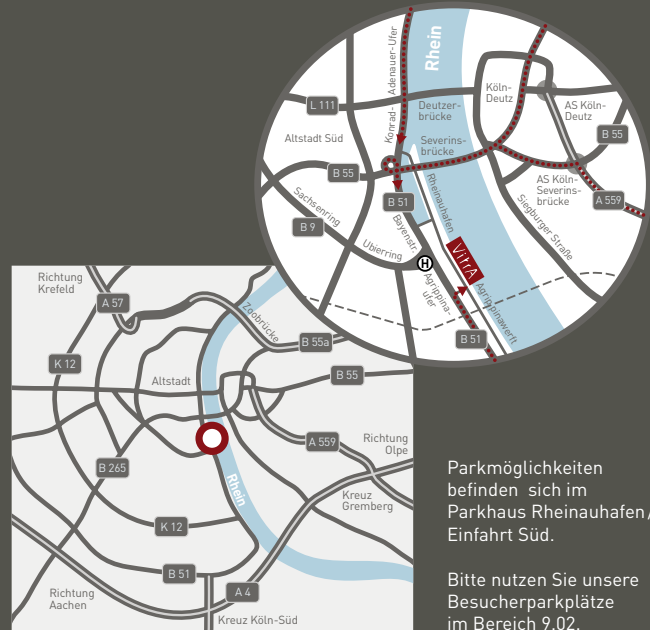 Rhein
Konrad-Adenauer-Ufer
L 111
Deutzer-
brücke
Köln-
Deutz
AS Köln-
Deutz
B 55
Altstadt Süd
Severins-
brücke
B 55
AS Köln-
Severins-
brücke
A 559
Sachsenring
B 9
B 51
Rheinauhafen
Siegburger Straße
Bayenstr.
Ubierring
H
VitrA
Agrippina-
ufer
Agrippinawerft
B 51
Richtung
Krefeld
A 57
Zoobrücke
B 55a
K 12
Altstadt
B 55
A 559
Richtung
Olpe
B 265
Rhein
Kreuz
Gremberg
K 12
B 51
A 4
Richtung
Aachen
Kreuz Köln-Süd
Parkmöglichkeiten
befinden sich im
Parkhaus Rheinauhafen/
Einfahrt Süd.
Bitte nutzen Sie unsere
Besucherparkplätze
im Bereich 9.02.